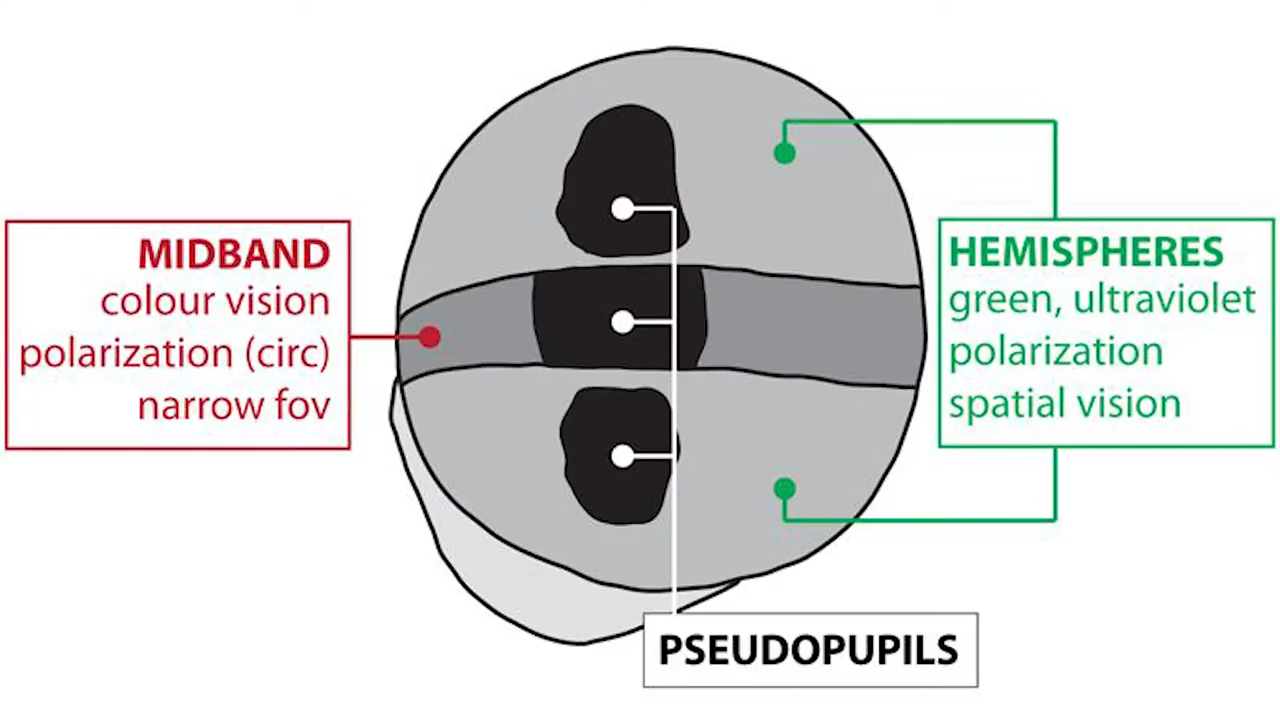 MIDBAND
colour vision
polarization (circ)
narrow fov
HEMISPHERES
green, ultraviolet
polarization
spatial vision
PSEUDOPUPILS